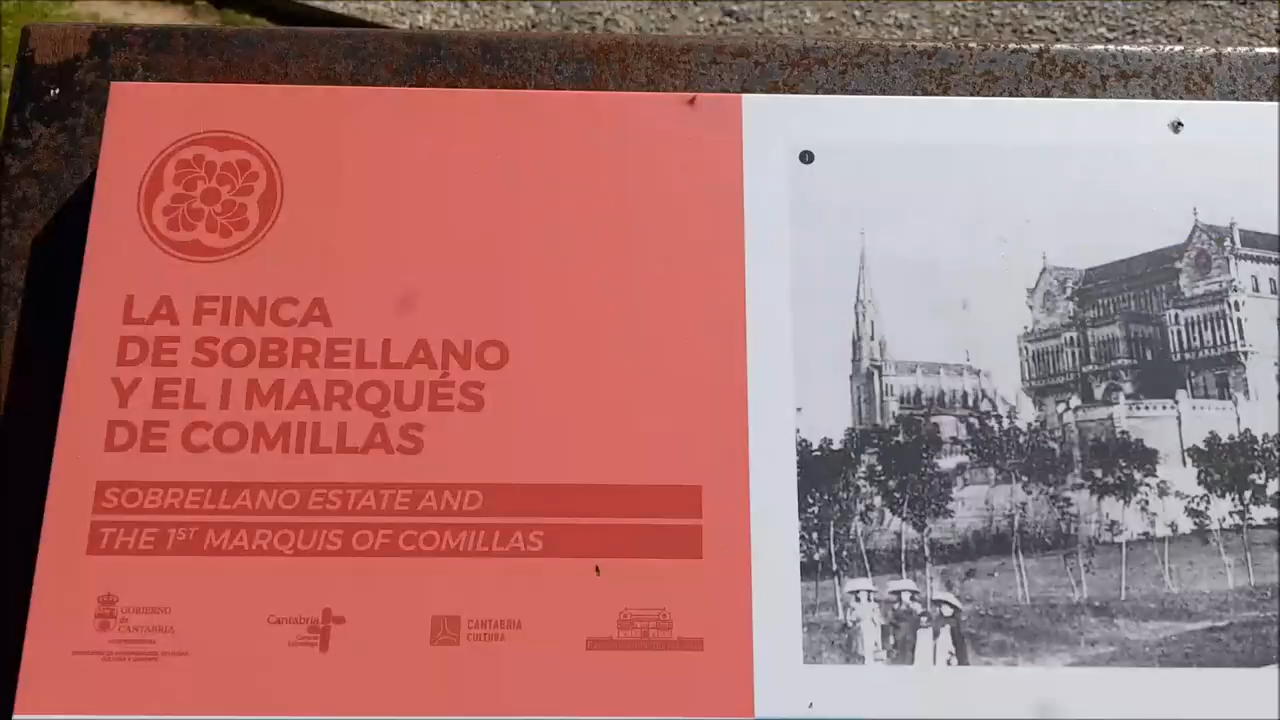 LA FINCA
DE SOBRELLANO
Y EL I MARQUÉS
DE COMILLAS
SOBRELLANO ESTATE AND
THE 1ST MARQUIS OF COMILLAS
GOBIERNO
de
CANTABRIA
Cantabria
CANTABRIA
CULTURA
1